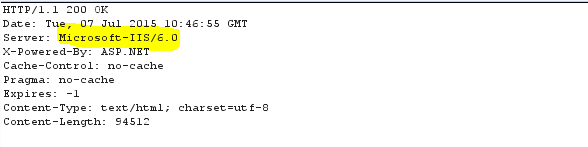 HTTP/1.1 200 OK
Date: Tue, 07 Jul 2015 10:46:55 GMT
Server: Microsoft-IIS/6.0
X-Powered-By: ASP.NET
Cache-Control: no-cache
Pragma: no-cache
Expires: -1
Content-Type: text/html; charset=utf-8
Content-Length: 94512